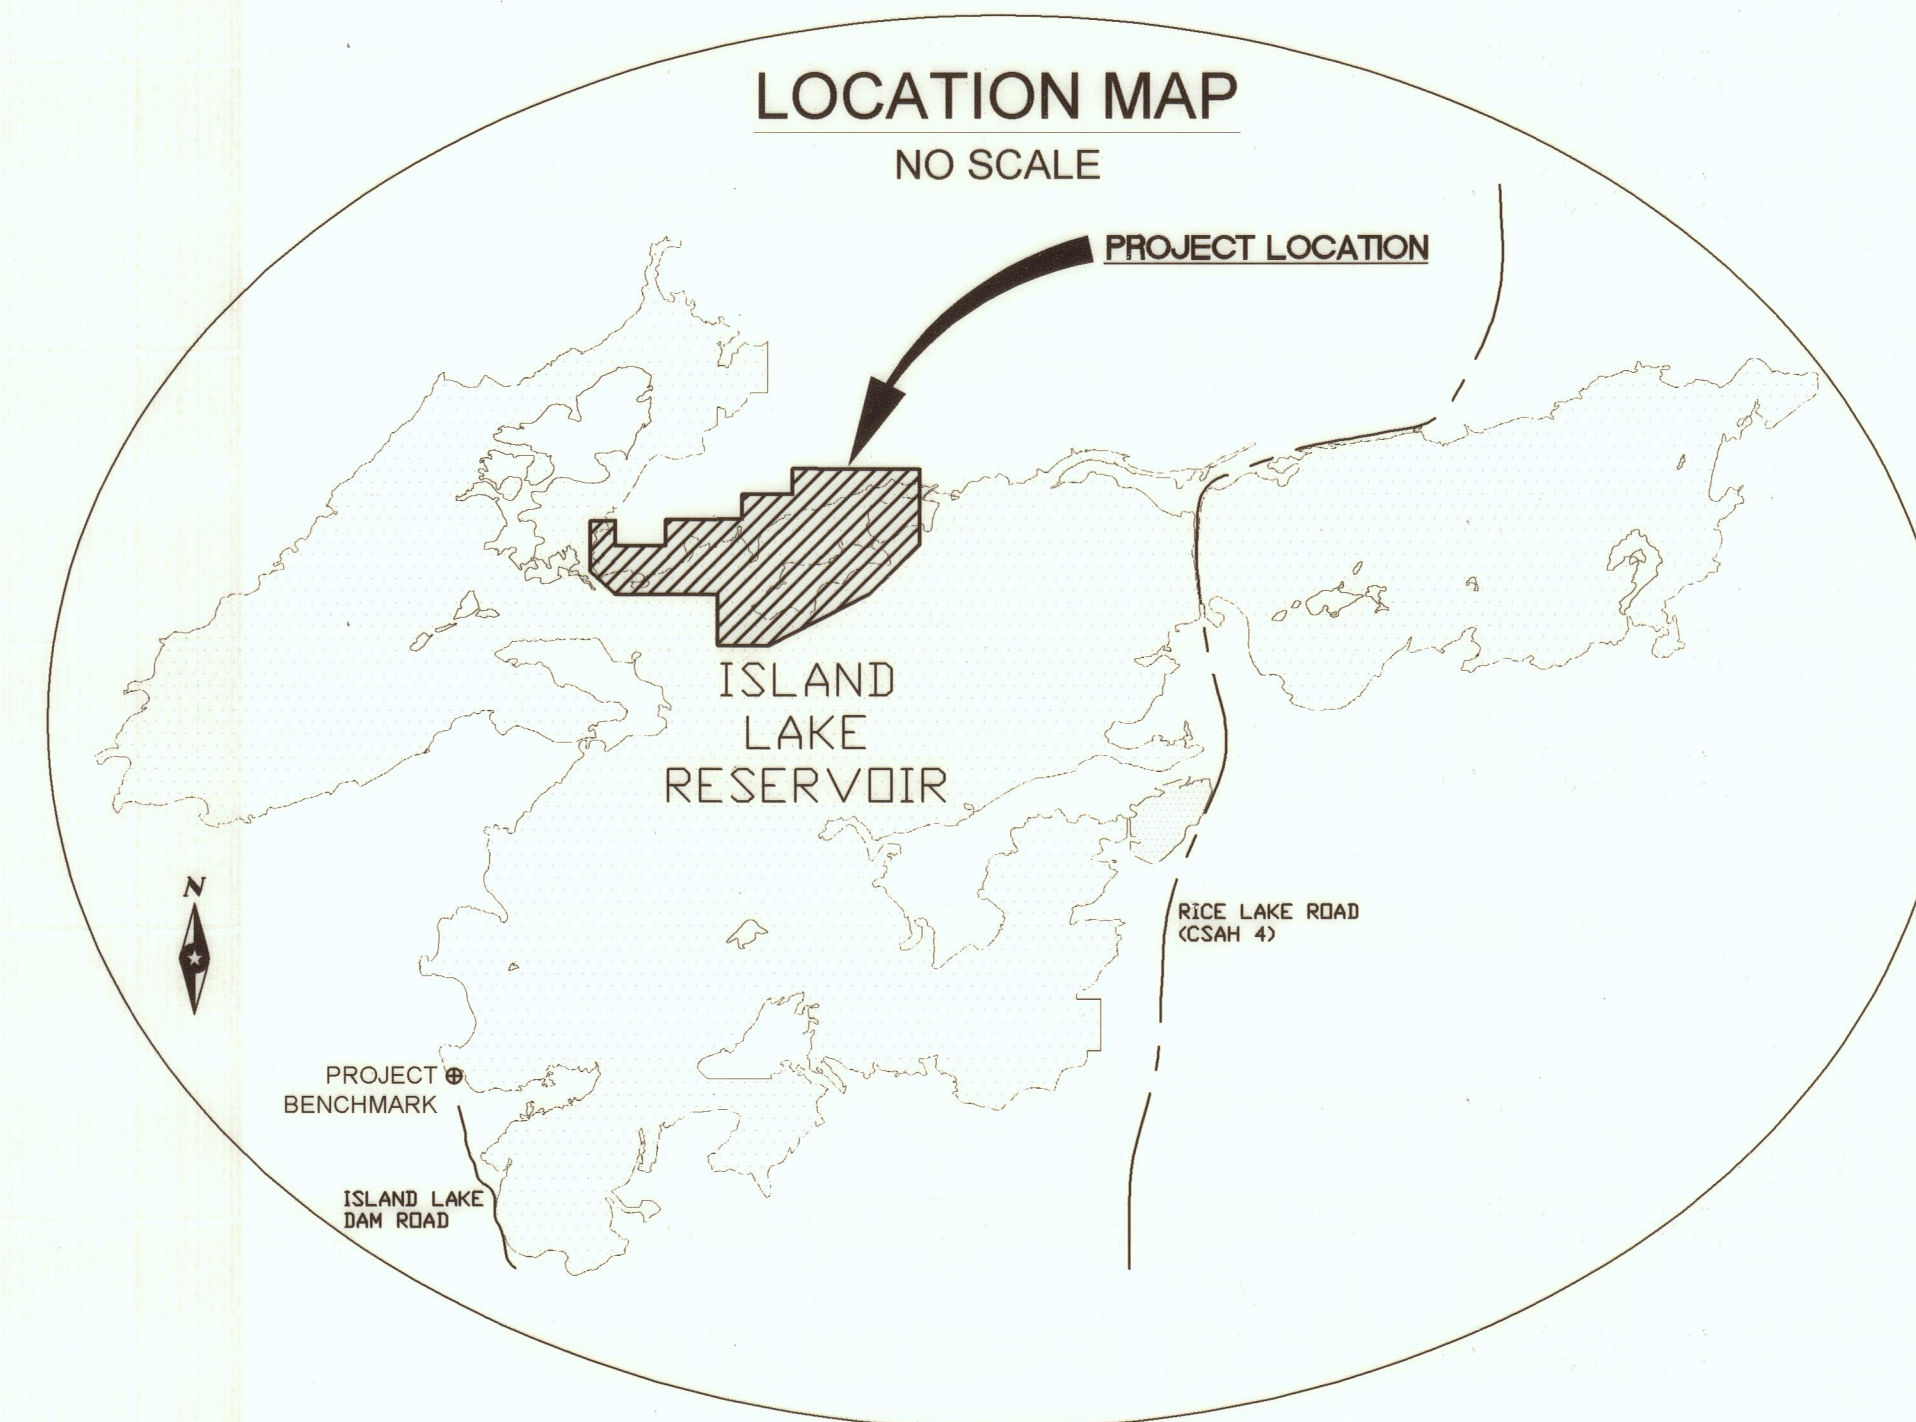 LOCATION MAP
NO SCALE
PROJECT LOCATION
ISLAND
LAKE
RESERVOIR
N
RICE LAKE ROAD
(CSAH 4)
PROJECT
BENCHMARK
ISLAND LAKE
DAM ROAD